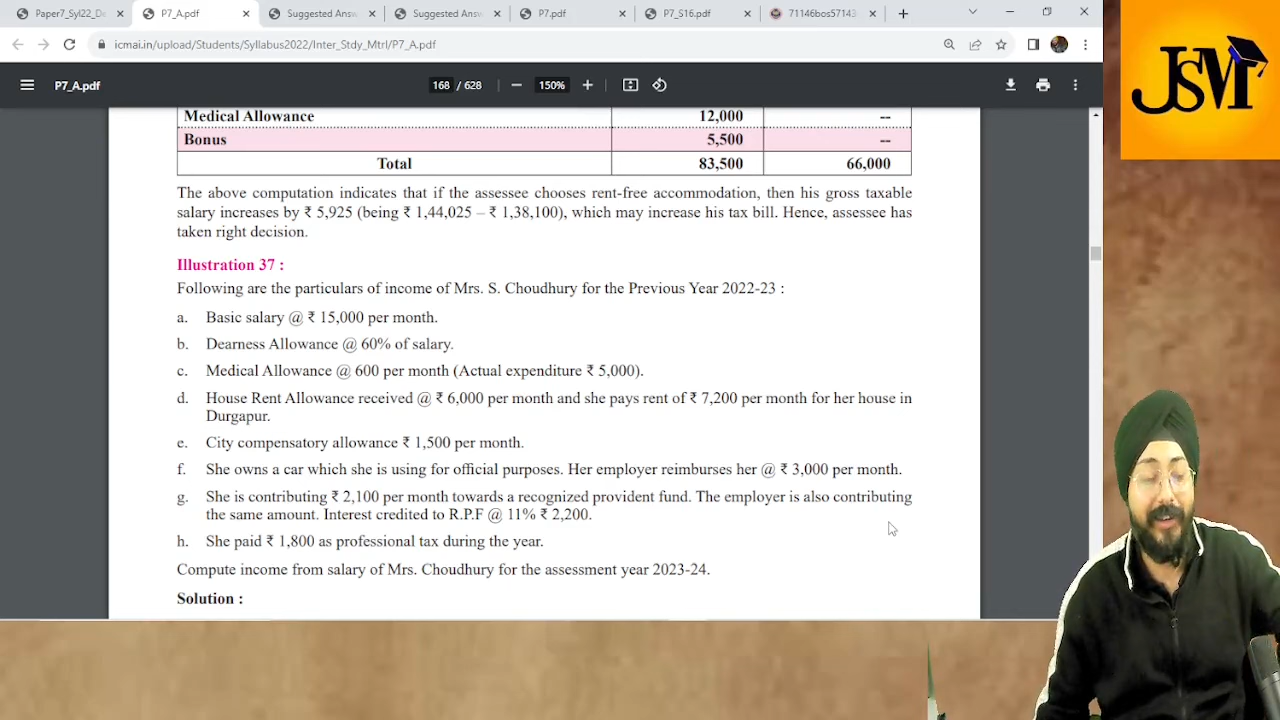 Paper7_Syl22_De
P7_A.pdf
Suggested Answ
Suggested Answ
P7.pdf
P7_S16.pdf
71146bos57143
icmai.in/upload/Students/Syllabus2022/Inter_Stdy_Mtrl/P7_A.pdf
P7_A.pdf
168 / 628
150%
JSM
Medical Allowance 12,000 --
Bonus 5,500 --
Total 83,500 66,000
The above computation indicates that if the assessee chooses rent-free accommodation, then his gross taxable
salary increases by ₹ 5,925 (being ₹ 1,44,025 – ₹ 1,38,100), which may increase his tax bill. Hence, assessee has
taken right decision.
Illustration 37 :
Following are the particulars of income of Mrs. S. Choudhury for the Previous Year 2022-23 :
a. Basic salary @ ₹ 15,000 per month.
b. Dearness Allowance @ 60% of salary.
c. Medical Allowance @ 600 per month (Actual expenditure ₹ 5,000).
d. House Rent Allowance received @ ₹ 6,000 per month and she pays rent of ₹ 7,200 per month for her house in
Durgapur.
e. City compensatory allowance ₹ 1,500 per month.
f. She owns a car which she is using for official purposes. Her employer reimburses her @ ₹ 3,000 per month.
g. She is contributing ₹ 2,100 per month towards a recognized provident fund. The employer is also contributing
the same amount. Interest credited to R.P.F @ 11% ₹ 2,200.
h. She paid ₹ 1,800 as professional tax during the year.
Compute income from salary of Mrs. Choudhury for the assessment year 2023-24.
Solution :